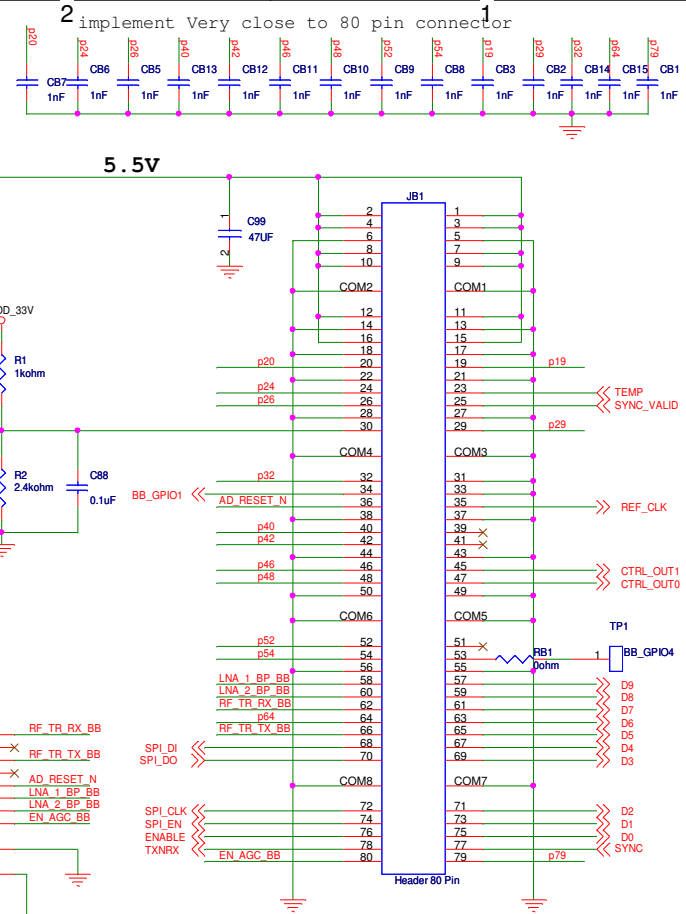 2 implement Very close to 80 pin connector 1
p20 p24 p26 p40 p42 p46 p48 p52 p54 p19 p29 p32 p64 p79
CB7 CB6 CB5 CB13 CB12 CB11 CB10 CB9 CB8 CB3 CB2 CB14 CB15 CB1
1nF 1nF 1nF 1nF 1nF 1nF 1nF 1nF 1nF 1nF 1nF 1nF 1nF 1nF
5.5V
JB1
1
C99
47UF
2
2 1
4 3
6 5
8 7
10 9
COM2 COM1
DD_33V
12 11
14 13
16 15
18 17
R1
1kohm
p20 20 19 p19
22 21
p24 24 23 TEMP
p26 26 25 SYNC_VALID
28 27
30 29 p29
COM4 COM3
R2
2.4kohm
C88
0.1uF
p32 32 31
BB_GPIO1 34 33
AD_RESET_N 36 35 REF_CLK
38 37
p40 40 39
p42 42 41
44 43
p46 46 45 CTRL_OUT1
p48 48 47 CTRL_OUT0
50 49
COM6 COM5
TP1
p52 52 51
p54 54 53 RB1 0ohm 1 BB_GPIO4
56 55
LNA_1_BP_BB 58 57 D9
LNA_2_BP_BB 60 59 D8
RF_TR_RX_BB 62 61 D7
p64 64 63 D6
RF_TR_TX_BB 66 65 D5
SPI_DI 68 67 D4
SPI_DO 70 69 D3
RF_TR_RX_BB
RF_TR_TX_BB
AD_RESET_N
LNA_1_BP_BB
LNA_2_BP_BB
EN_AGC_BB
COM8 COM7
SPI_CLK 72 71 D2
SPI_EN 74 73 D1
ENABLE 76 75 D0
TXNRX 78 77 SYNC
EN_AGC_BB 80 79 p79
Header 80 Pin